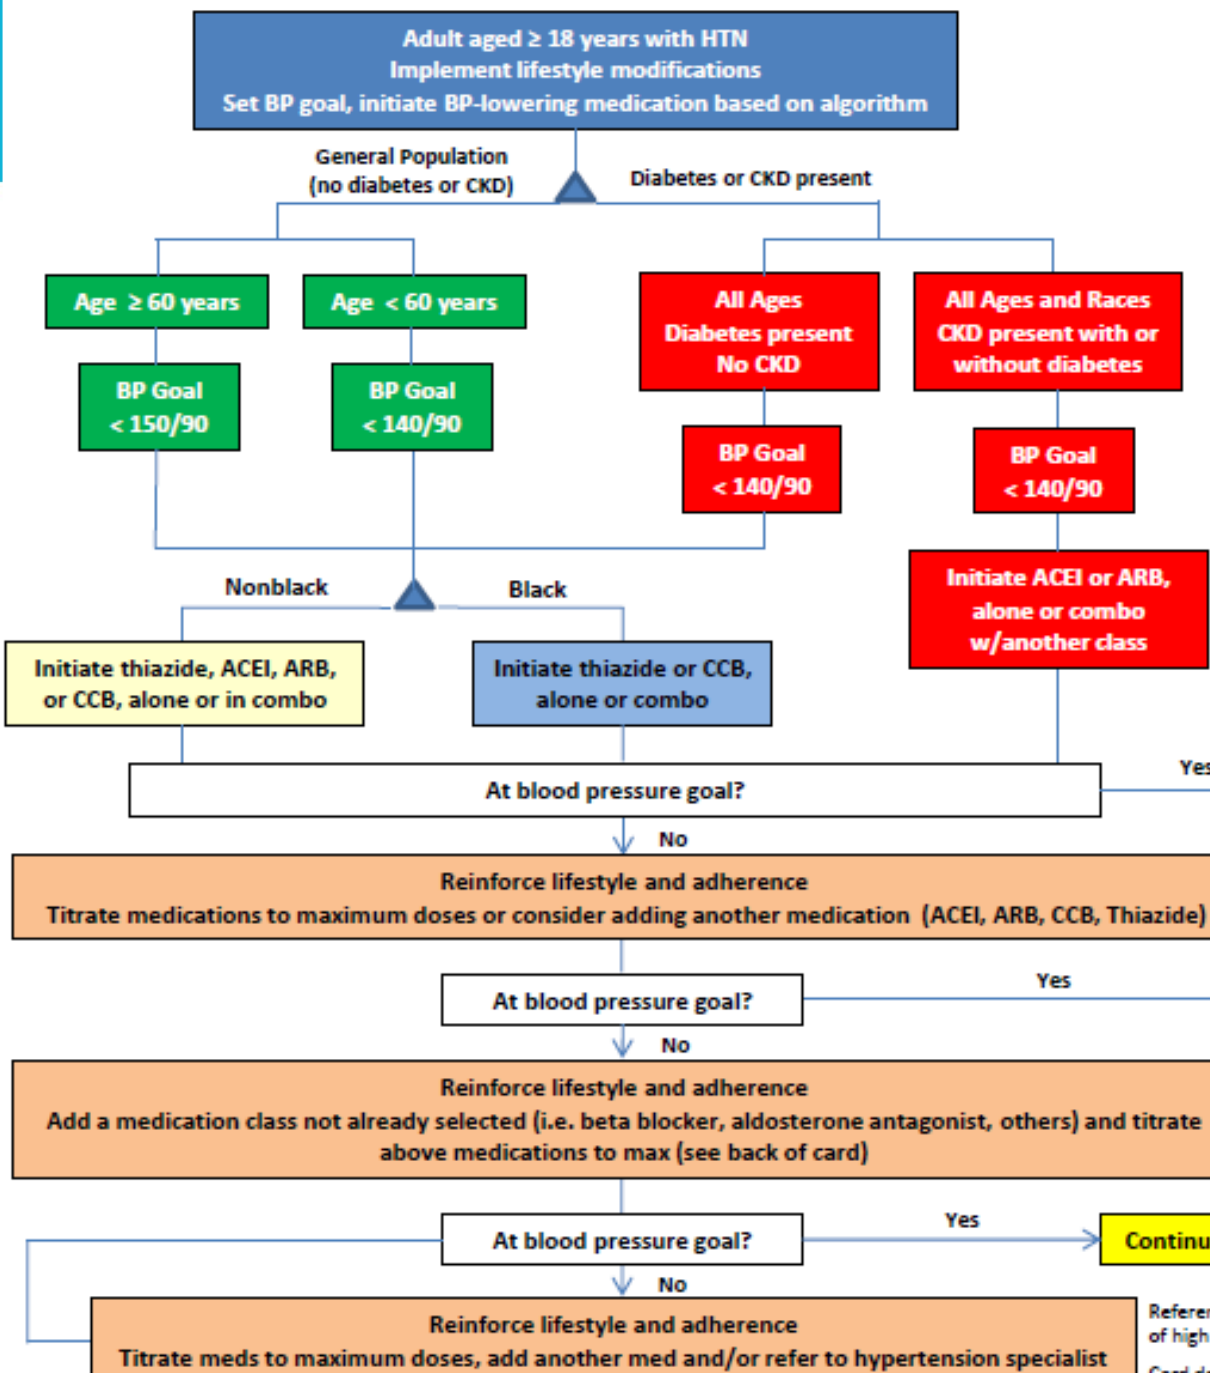 Adult aged ≥ 18 years with HTN
Implement lifestyle modifications
Set BP goal, initiate BP-lowering medication based on algorithm
General Population
(no diabetes or CKD)
Diabetes or CKD present
Age ≥ 60 years
Age < 60 years
All Ages
Diabetes present
No CKD
All Ages and Races
CKD present with or
without diabetes
BP Goal
< 150/90
BP Goal
< 140/90
BP Goal
< 140/90
BP Goal
< 140/90
Initiate ACEI or ARB,
alone or combo
w/another class
Nonblack
Black
Initiate thiazide, ACEI, ARB,
or CCB, alone or in combo
Initiate thiazide or CCB,
alone or combo
At blood pressure goal?
Yes
No
Reinforce lifestyle and adherence
Titrate medications to maximum doses or consider adding another medication (ACEI, ARB, CCB, Thiazide)
At blood pressure goal?
Yes
No
Reinforce lifestyle and adherence
Add a medication class not already selected (i.e. beta blocker, aldosterone antagonist, others) and titrate
above medications to max (see back of card)
At blood pressure goal?
Yes
Continu
No
Reinforce lifestyle and adherence
Titrate meds to maximum doses, add another med and/or refer to hypertension specialist
Referen
of high